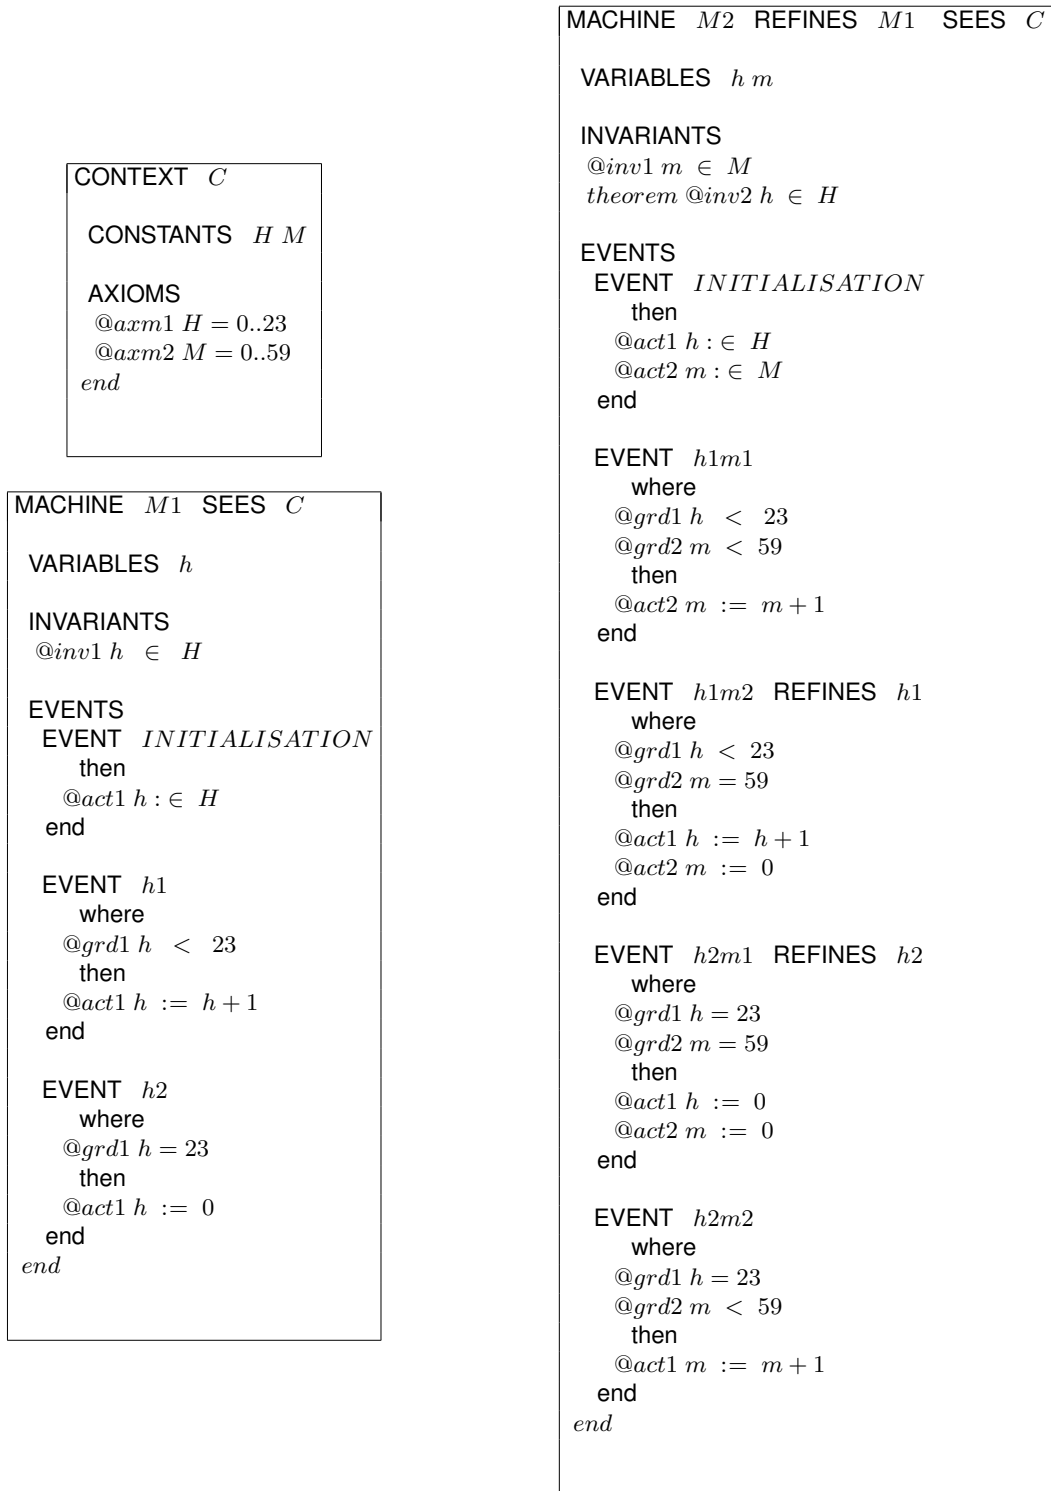 CONTEXT C
CONSTANTS H M
AXIOMS
@axm1 H = 0..23
@axm2 M = 0..59
end
MACHINE M1 SEES C
VARIABLES h
INVARIANTS
@inv1 h ∈ H
EVENTS
EVENT INITIALISATION
then
@act1 h :∈ H
end
EVENT h1
where
@grd1 h < 23
then
@act1 h := h + 1
end
EVENT h2
where
@grd1 h = 23
then
@act1 h := 0
end
end
MACHINE M2 REFINES M1 SEES C
VARIABLES h m
INVARIANTS
@inv1 m ∈ M
theorem @inv2 h ∈ H
EVENTS
EVENT INITIALISATION
then
@act1 h :∈ H
@act2 m :∈ M
end
EVENT h1m1
where
@grd1 h < 23
@grd2 m < 59
then
@act2 m := m + 1
end
EVENT h1m2 REFINES h1
where
@grd1 h < 23
@grd2 m = 59
then
@act1 h := h + 1
@act2 m := 0
end
EVENT h2m1 REFINES h2
where
@grd1 h = 23
@grd2 m = 59
then
@act1 h := 0
@act2 m := 0
end
EVENT h2m2
where
@grd1 h = 23
@grd2 m < 59
then
@act1 m := m + 1
end
end